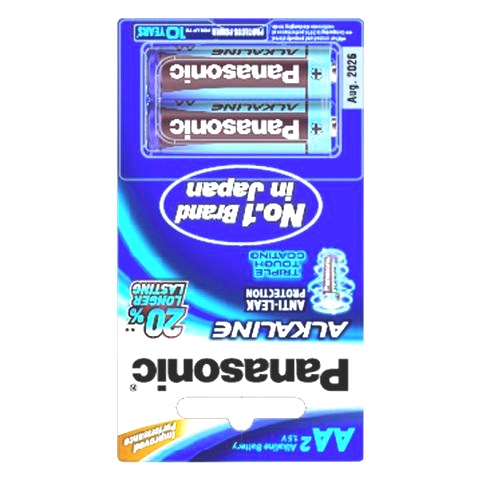 AA2 Alkaline Battery
1.5V
Improved
Performance
Panasonic®
ALKALINE
20%
LONGER
LASTING**
ANTI-LEAK
PROTECTION
TRIPLE
TOUGH
COATING
No.1 Brand
in Japan
Panasonic
ALKALINE AA
Panasonic
ALKALINE
Aug. 2026
PROTECTS POWER
FOR UP TO
10 YEARS*